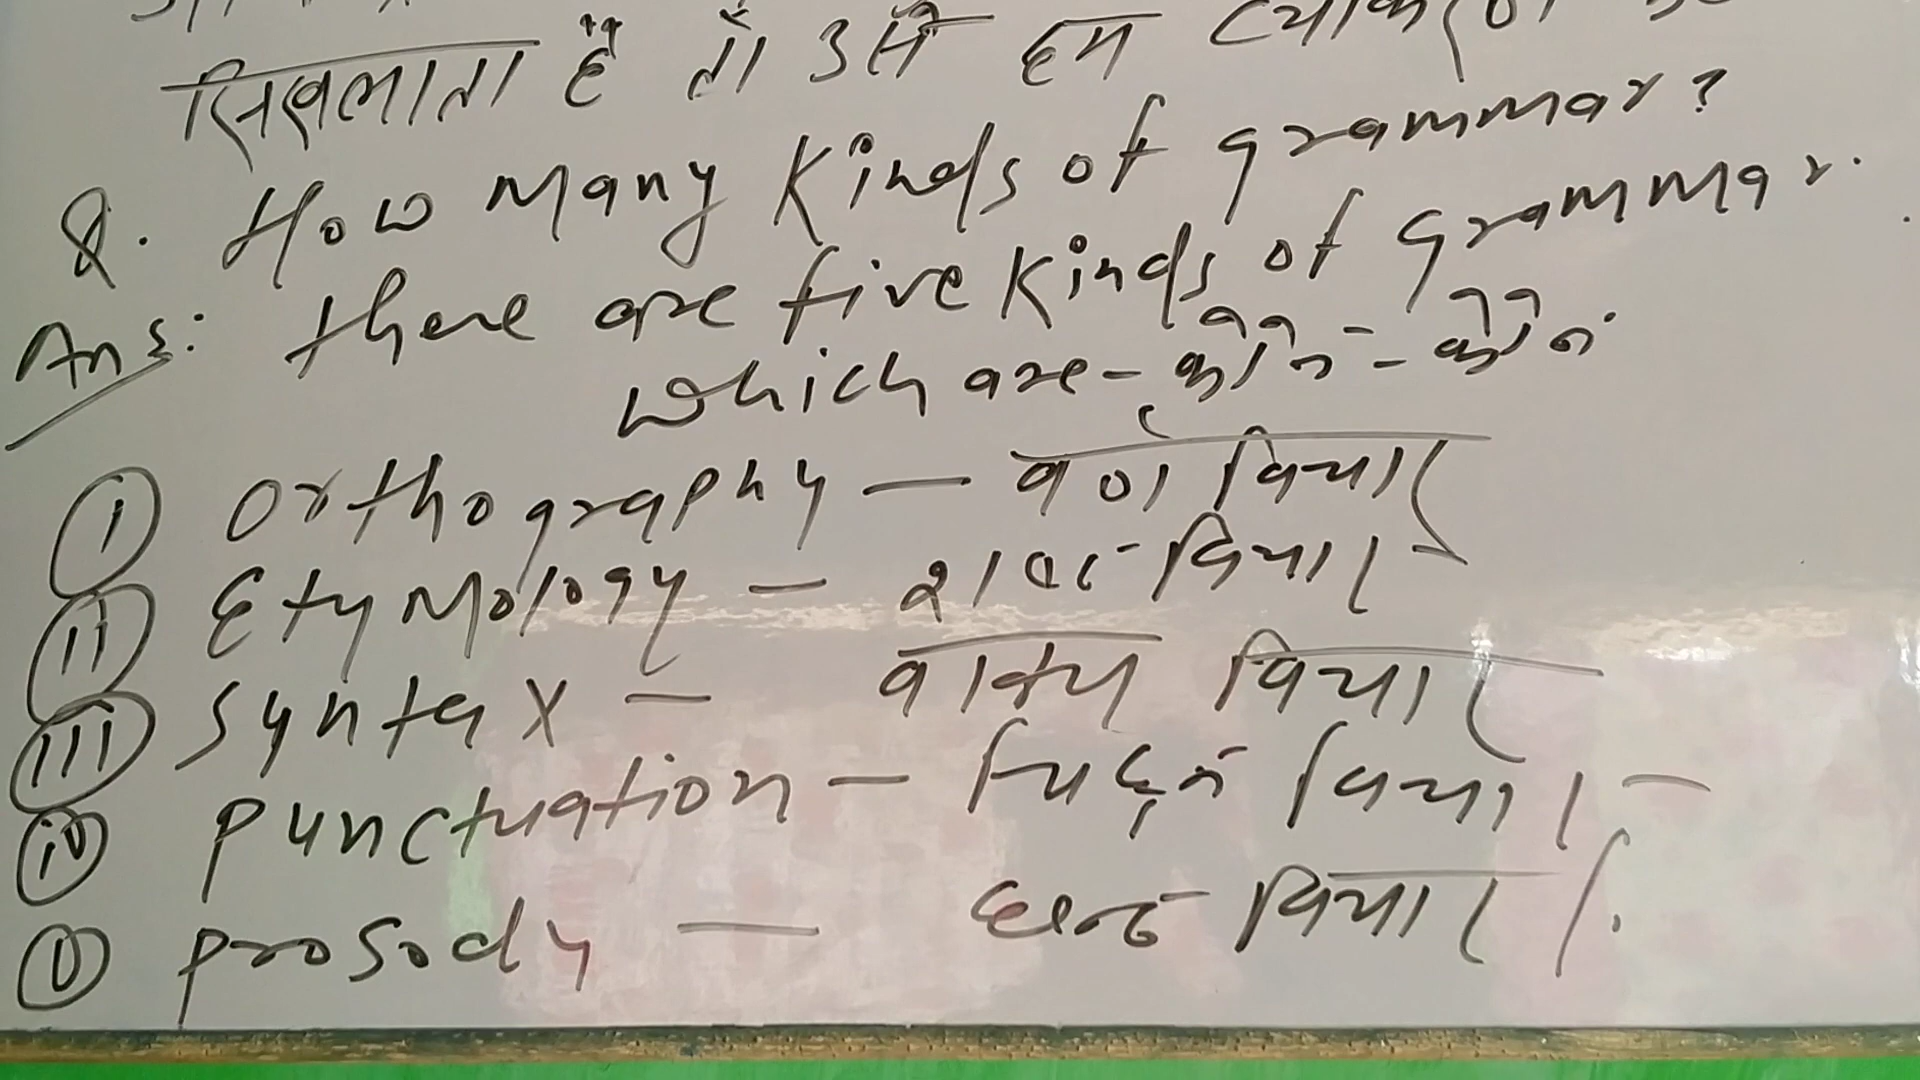 सिखलाता है तो उसे हम व्याकरण
Q. How many kinds of grammar?
Ans: there are five kinds of grammar.
which are - कौन - कौन
(i) Orthography — वर्ण विचार
(ii) Etymology — शब्द विचार
(iii) Syntax — वाक्य विचार
(iv) Punctuation — चिह्न विचार
(v) prosody — छन्द विचार ।